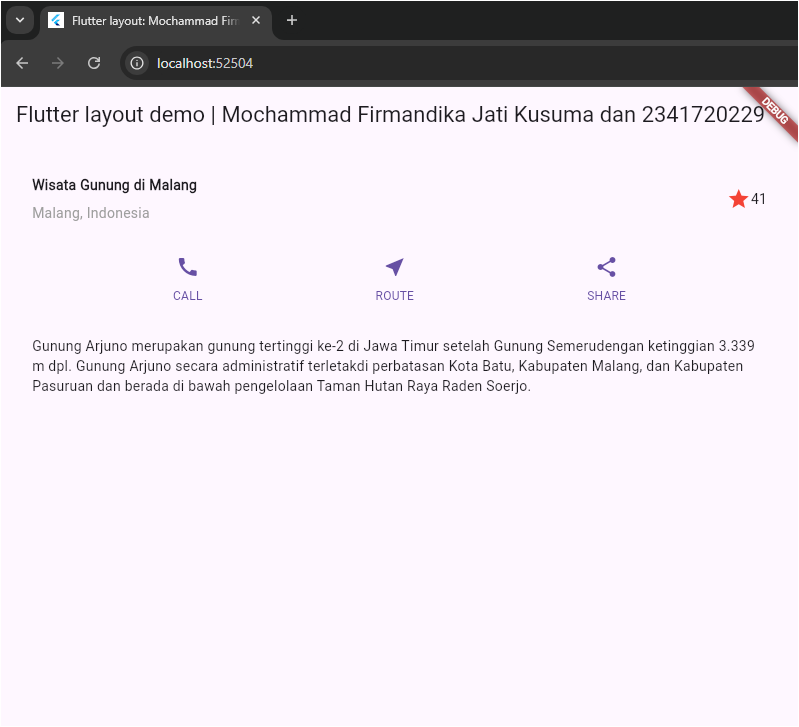 Flutter layout: Mochammad Firm
localhost:52504
Flutter layout demo | Mochammad Firmandika Jati Kusuma dan 2341720229
DEBUG
Wisata Gunung di Malang
Malang, Indonesia
41
CALL ROUTE SHARE
Gunung Arjuno merupakan gunung tertinggi ke-2 di Jawa Timur setelah Gunung Semerudengan ketinggian 3.339
m dpl. Gunung Arjuno secara administratif terletakdi perbatasan Kota Batu, Kabupaten Malang, dan Kabupaten
Pasuruan dan berada di bawah pengelolaan Taman Hutan Raya Raden Soerjo.